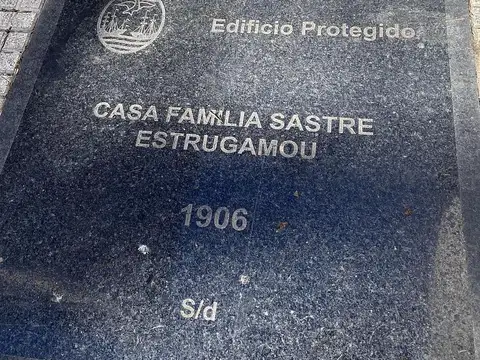 Edificio Protegido
CASA FAMILIA SASTRE
ESTRUGAMOU
1906
S/d